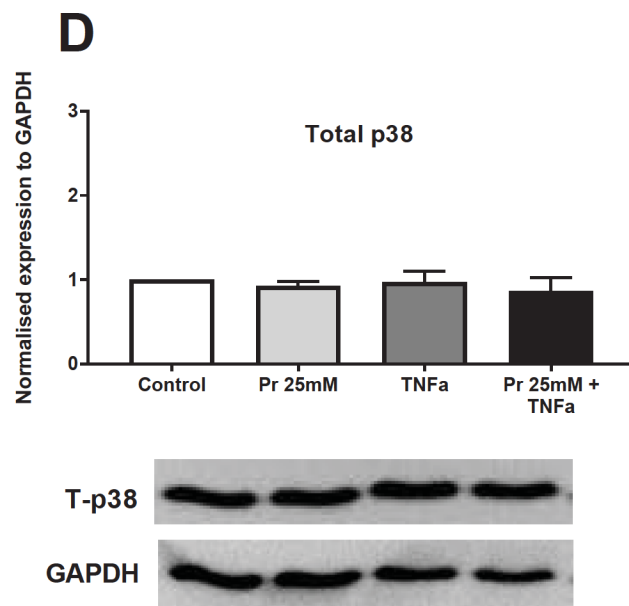 D
Normalised expression to GAPDH
3
2
1
0
Total p38
Control
Pr 25mM
TNFa
Pr 25mM +
TNFa
T-p38
GAPDH